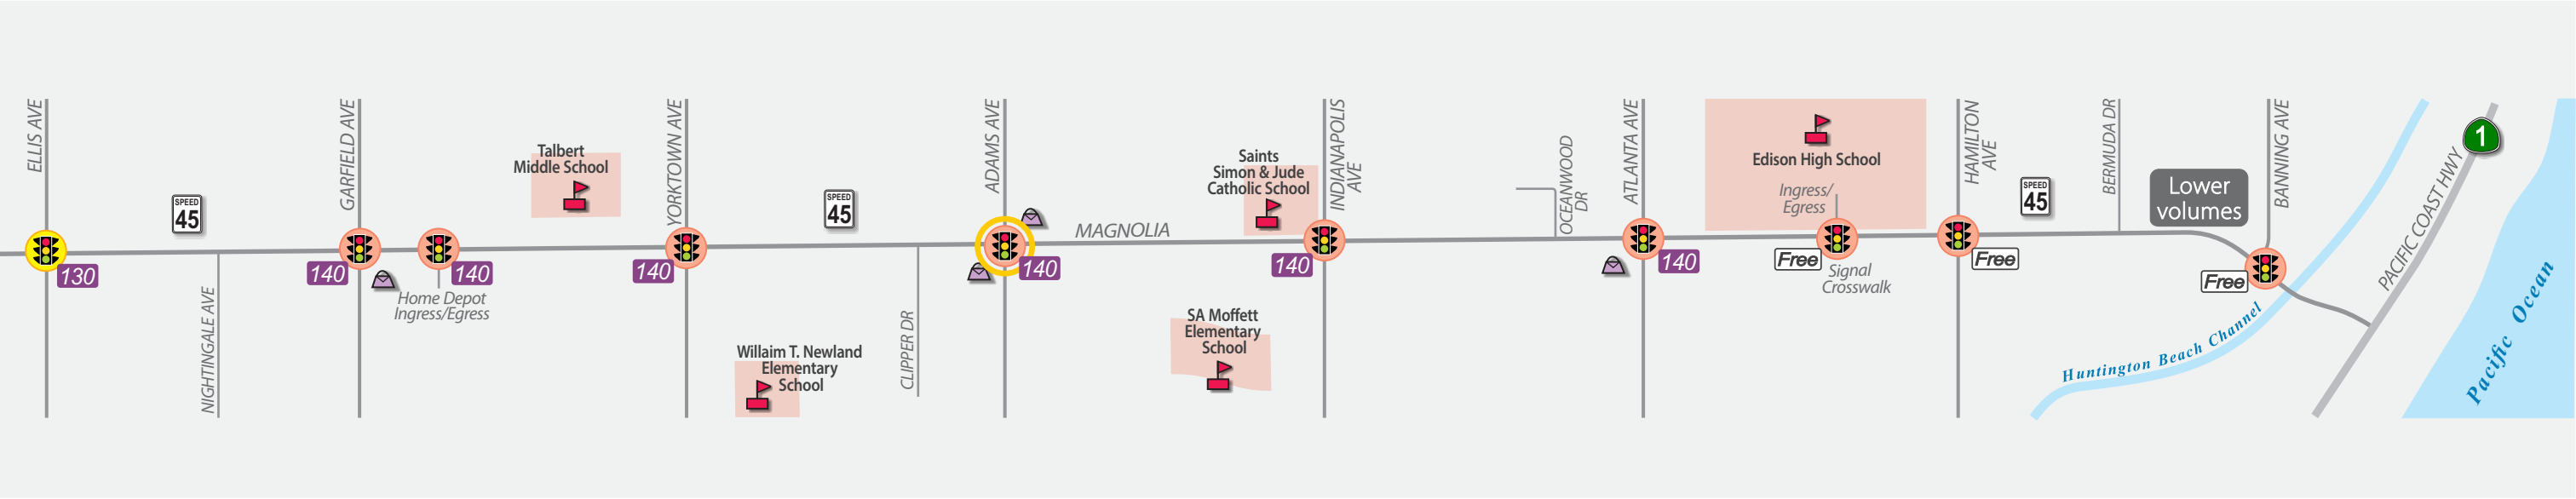 ELLIS AVE
130
SPEED
45
NIGHTINGALE AVE
GARFIELD AVE
140
140
Home Depot
Ingress/Egress
Talbert
Middle School
YORKTOWN AVE
140
Willaim T. Newland
Elementary
School
SPEED
45
CLIPPER DR
ADAMS AVE
140
MAGNOLIA
SA Moffett
Elementary
School
Saints
Simon & Jude
Catholic School
INDIANAPOLIS
AVE
140
OCEANWOOD
DR
ATLANTA AVE
140
Edison High School
Ingress/
Egress
Free
Signal
Crosswalk
HAMILTON
AVE
Free
SPEED
45
BERMUDA DR
Lower
volumes
BANNING AVE
Free
Huntington Beach Channel
PACIFIC COAST HWY
1
Pacific Ocean